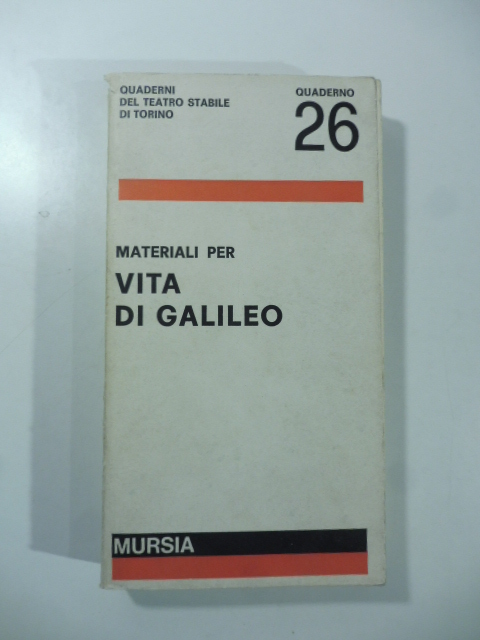 QUADERNI
DEL TEATRO STABILE
DI TORINO
QUADERNO
26
MATERIALI PER
VITA
DI GALILEO
MURSIA